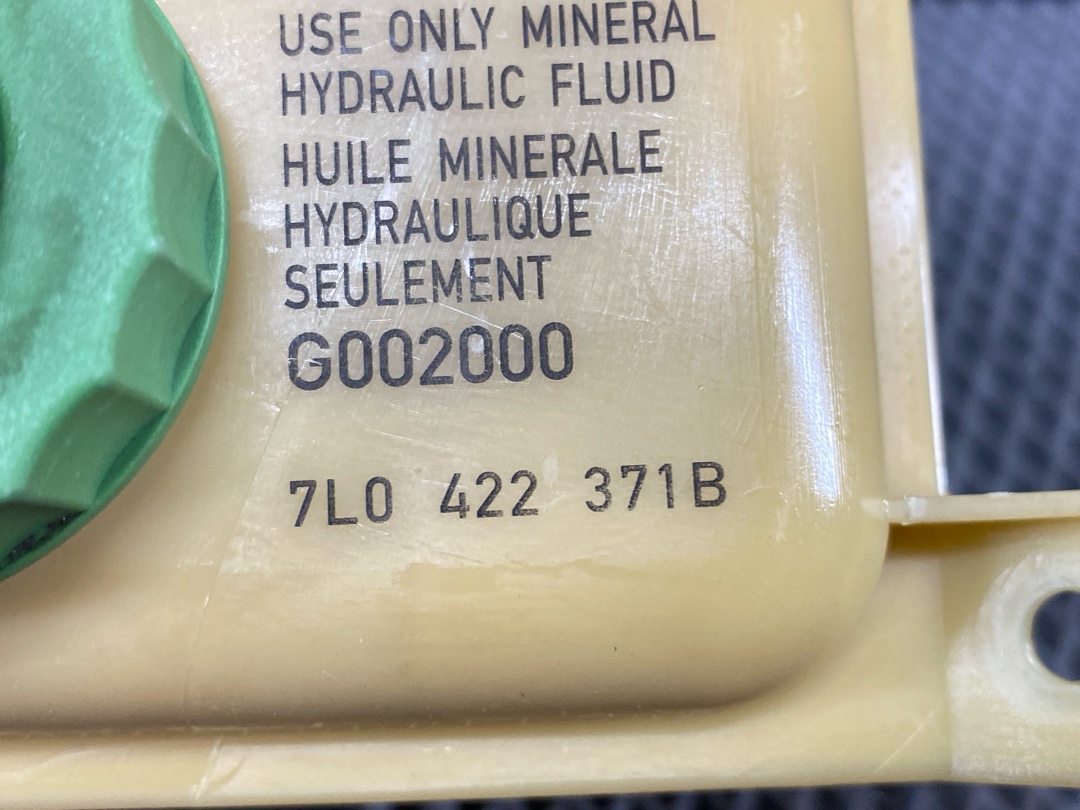 USE ONLY MINERAL
HYDRAULIC FLUID
HUILE MINERALE
HYDRAULIQUE
SEULEMENT
G002000
7L0 422 371B